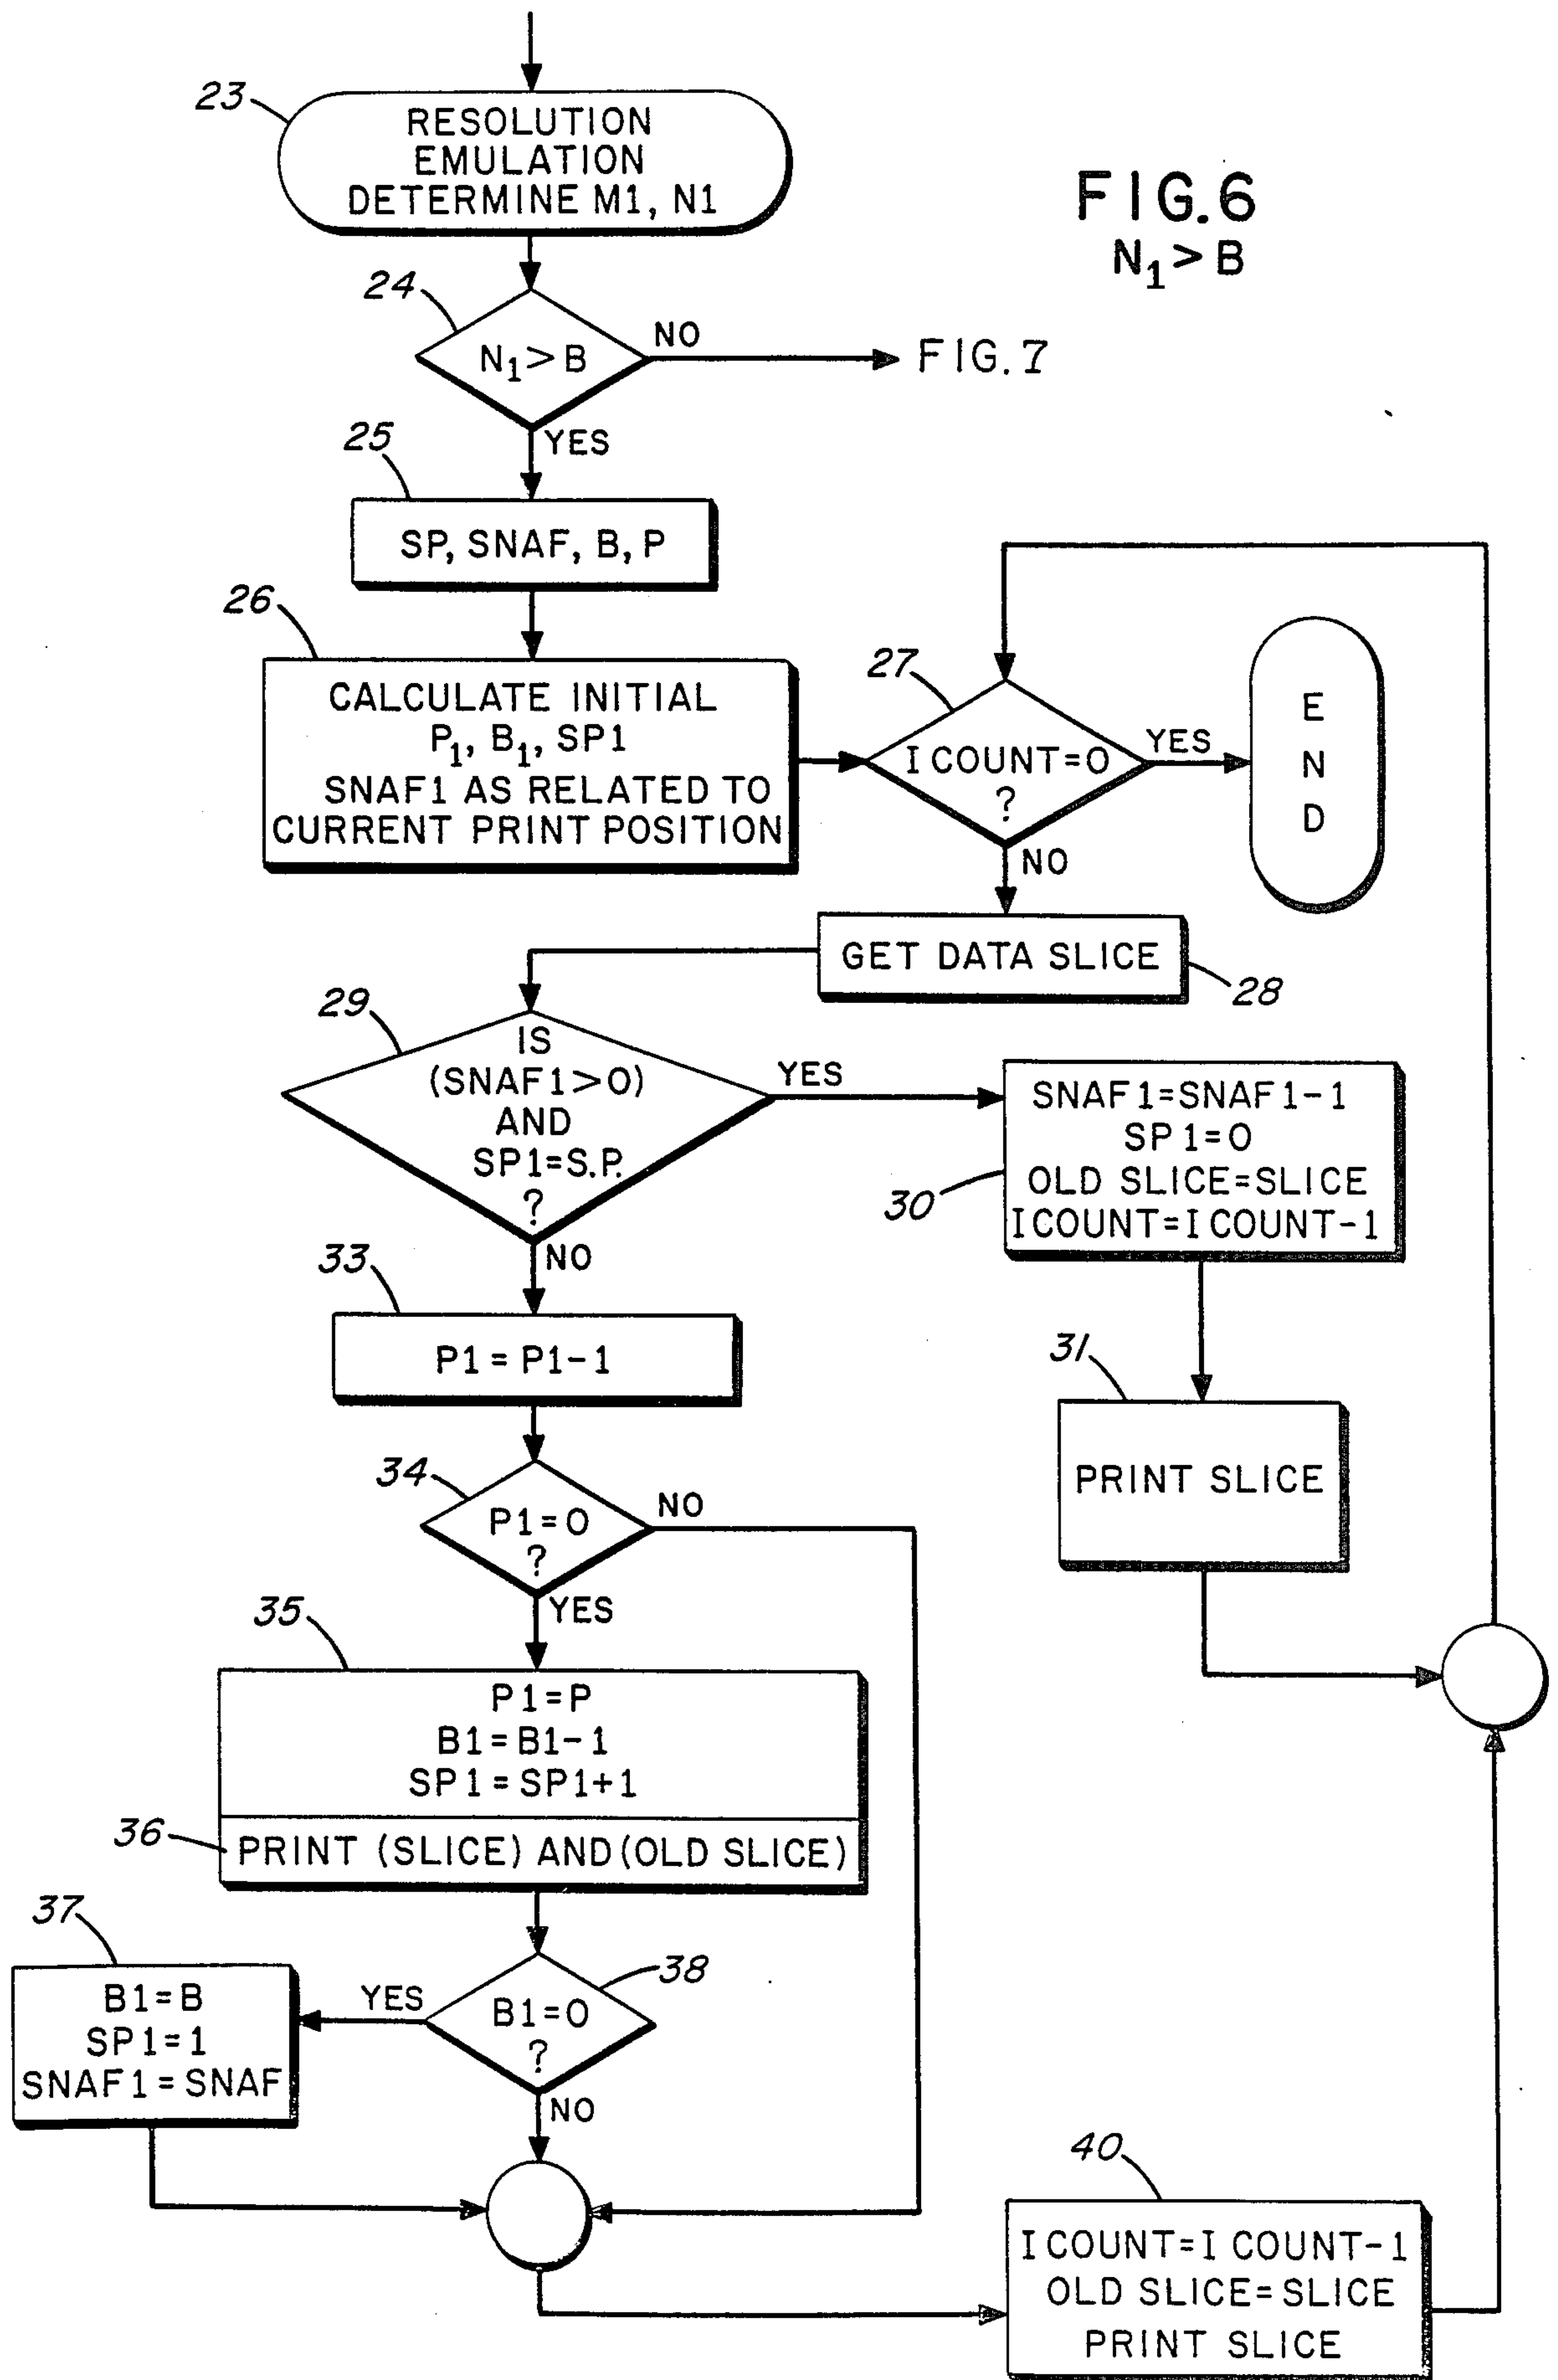 23
RESOLUTION
EMULATION
DETERMINE M1, N1
FIG.6
N1 > B
24
N1 > B
NO
FIG. 7
YES
25
SP, SNAF, B, P
26
CALCULATE INITIAL
P1, B1, SP1
SNAF1 AS RELATED TO
CURRENT PRINT POSITION
27
I COUNT=0
?
YES
E
N
D
NO
GET DATA SLICE
28
29
IS
(SNAF1>0)
AND
SP1=S.P.
?
YES
NO
30
SNAF1=SNAF1-1
SP1=0
OLD SLICE=SLICE
I COUNT=I COUNT-1
31
PRINT SLICE
33
P1 = P1-1
34
P1=0
?
NO
YES
35
P1=P
B1=B1-1
SP1=SP1+1
36
PRINT (SLICE) AND (OLD SLICE)
37
B1=B
SP1=1
SNAF1=SNAF
YES
38
B1=0
?
NO
40
I COUNT=I COUNT-1
OLD SLICE=SLICE
PRINT SLICE